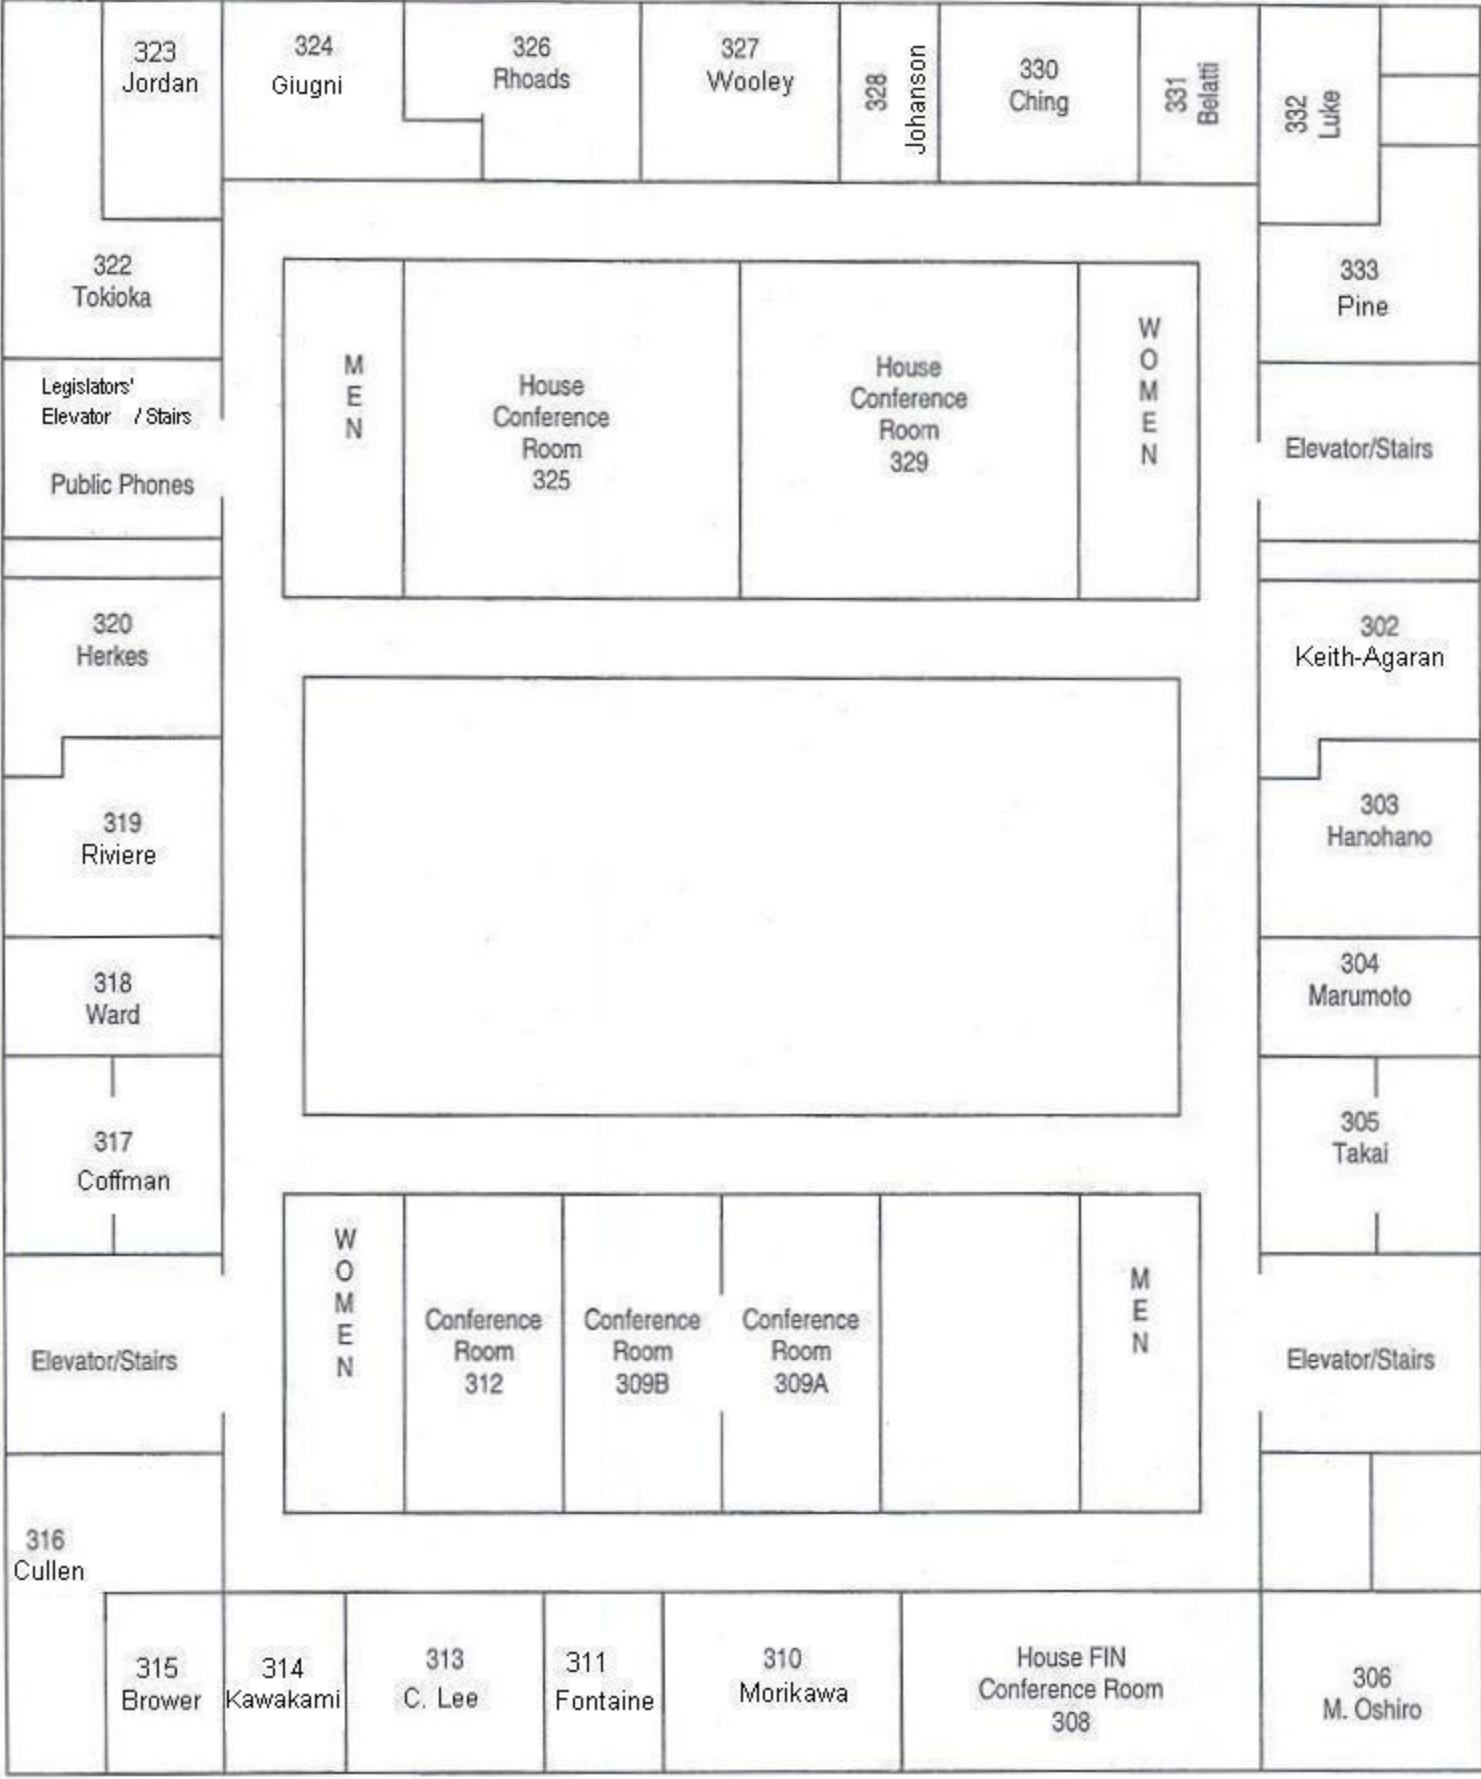 323
Jordan
324
Giugni
326
Rhoads
327
Wooley
328
Johanson
330
Ching
331
Belatti
332
Luke
322
Tokioka
333
Pine
Legislators'
Elevator / Stairs
Public Phones
MEN
House
Conference
Room
325
House
Conference
Room
329
WOMEN
Elevator/Stairs
320
Herkes
302
Keith-Agaran
319
Riviere
303
Hanohano
318
Ward
304
Marumoto
317
Coffman
305
Takai
Elevator/Stairs
WOMEN
Conference
Room
312
Conference
Room
309B
Conference
Room
309A
MEN
Elevator/Stairs
316
Cullen
315
Brower
314
Kawakami
313
C. Lee
311
Fontaine
310
Morikawa
House FIN
Conference Room
308
306
M. Oshiro